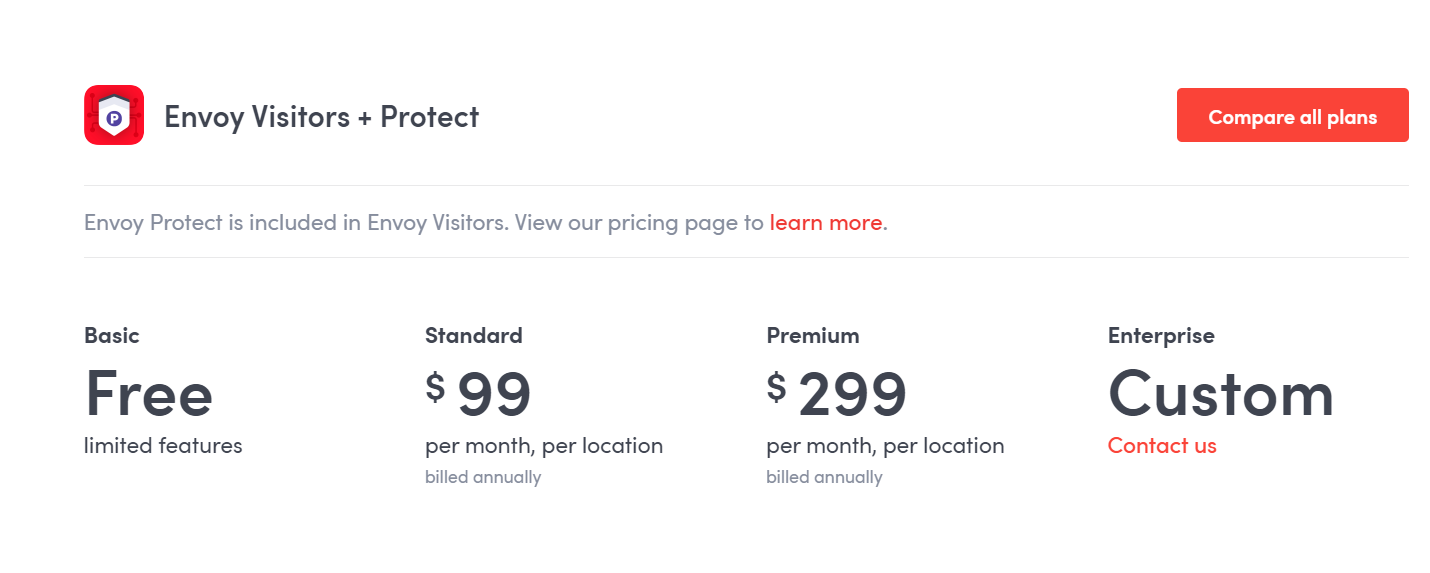 P
Envoy Visitors + Protect
Compare all plans
Envoy Protect is included in Envoy Visitors. View our pricing page to learn more.
Basic
Free
limited features
Standard
$ 99
per month, per location
billed annually
Premium
$ 299
per month, per location
billed annually
Enterprise
Custom
Contact us